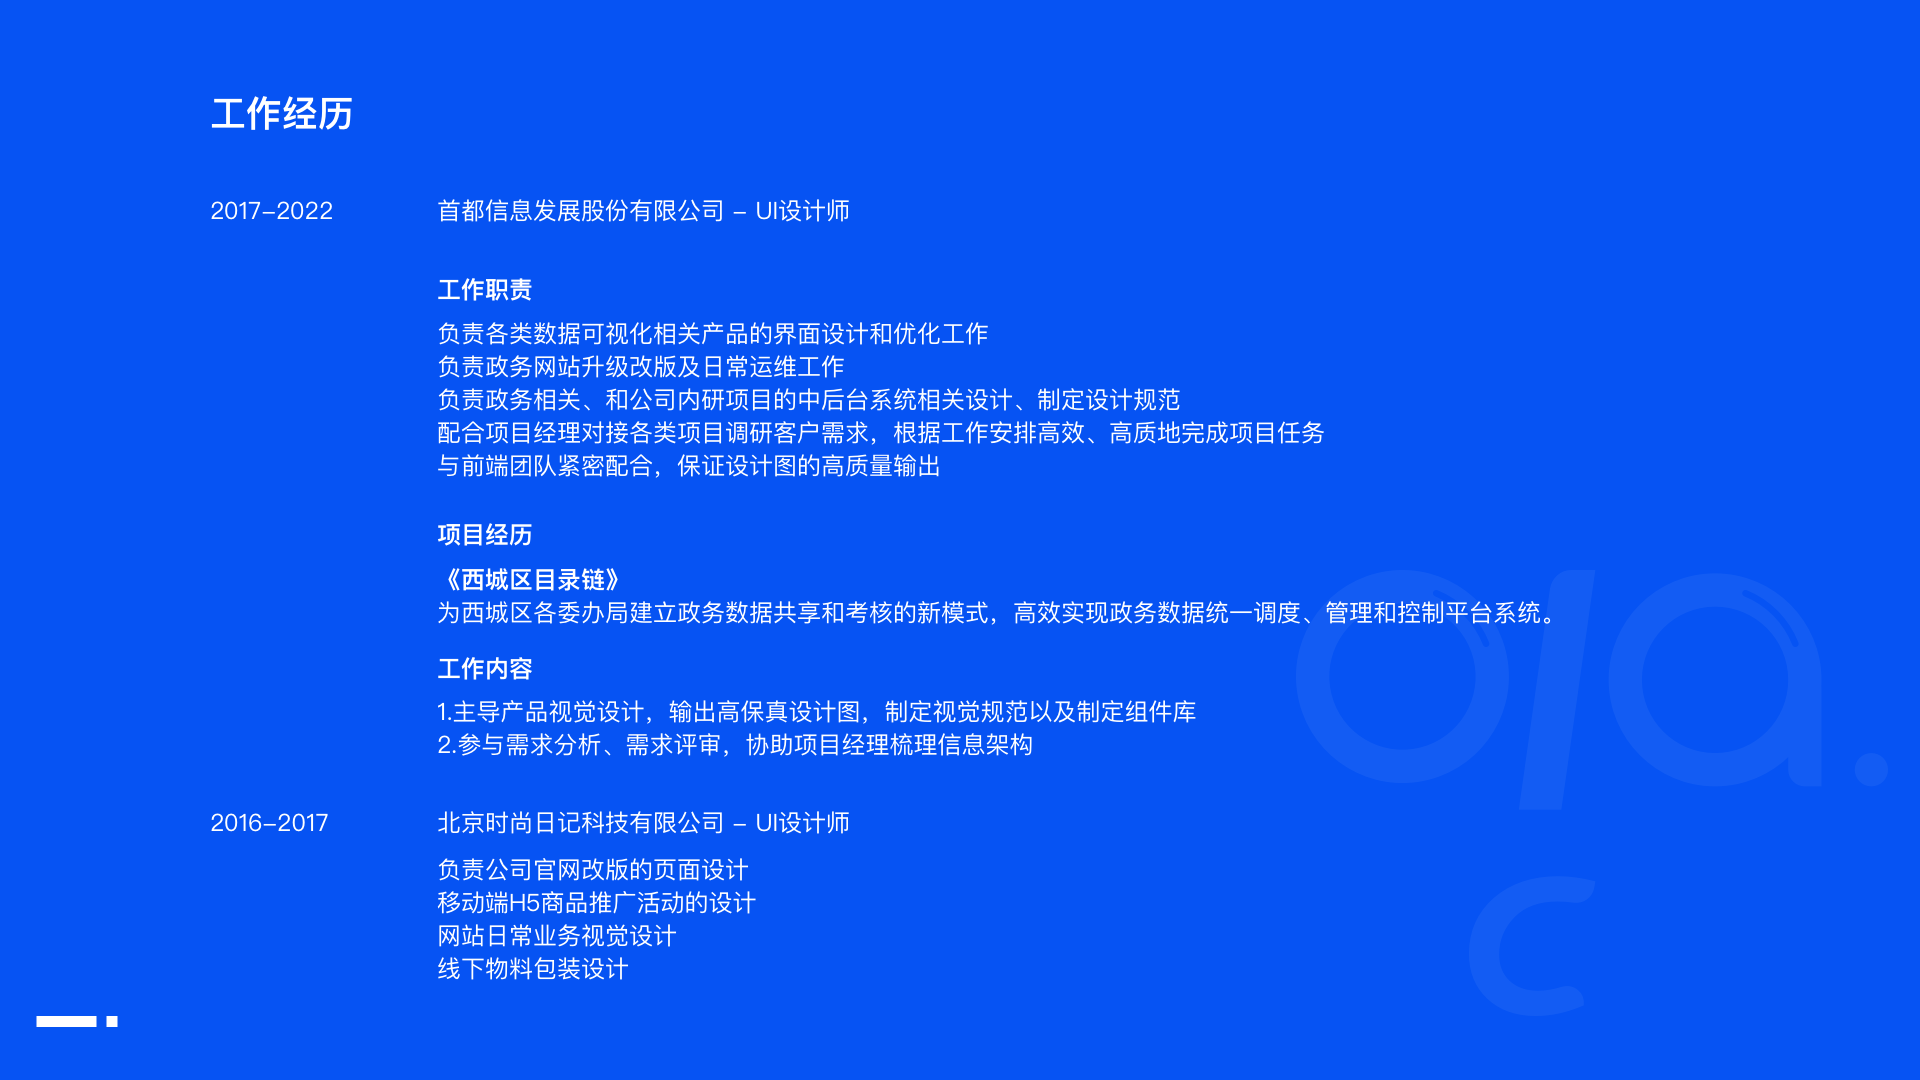 工作经历
2017–2022
首都信息发展股份有限公司 – UI设计师
工作职责
负责各类数据可视化相关产品的界面设计和优化工作
负责政务网站升级改版及日常运维工作
负责政务相关、和公司内研项目的中后台系统相关设计、制定设计规范
配合项目经理对接各类项目调研客户需求，根据工作安排高效、高质地完成项目任务
与前端团队紧密配合，保证设计图的高质量输出
项目经历
《西城区目录链》
为西城区各委办局建立政务数据共享和考核的新模式，高效实现政务数据统一调度、管理和控制平台系统。
工作内容
1.主导产品视觉设计，输出高保真设计图，制定视觉规范以及制定组件库
2.参与需求分析、需求评审，协助项目经理梳理信息架构
2016–2017
北京时尚日记科技有限公司 – UI设计师
负责公司官网改版的页面设计
移动端H5商品推广活动的设计
网站日常业务视觉设计
线下物料包装设计